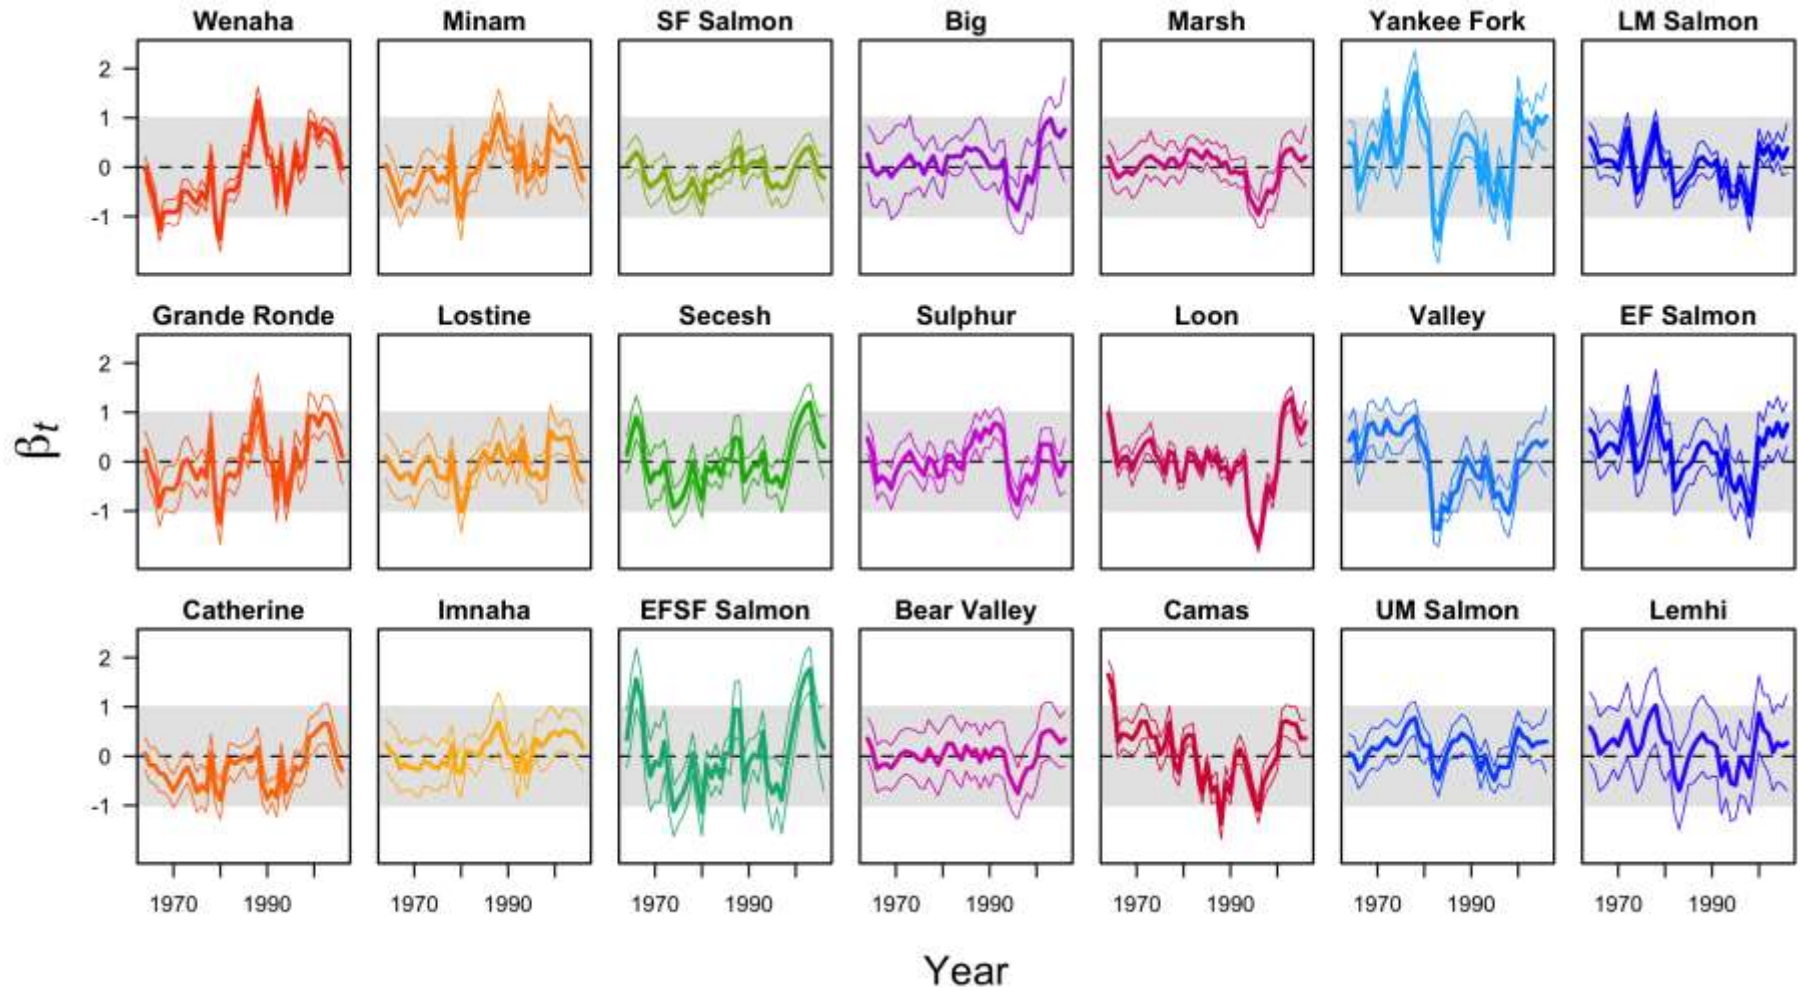 Wenaha Minam SF Salmon Big Marsh Yankee Fork LM Salmon
2
1
0
-1
Grande Ronde Lostine Secesh Sulphur Loon Valley EF Salmon
2
1
0
-1
βt
Catherine Imnaha EFSF Salmon Bear Valley Camas UM Salmon Lemhi
2
1
0
-1
1970 1990 1970 1990 1970 1990 1970 1990 1970 1990 1970 1990 1970 1990
Year